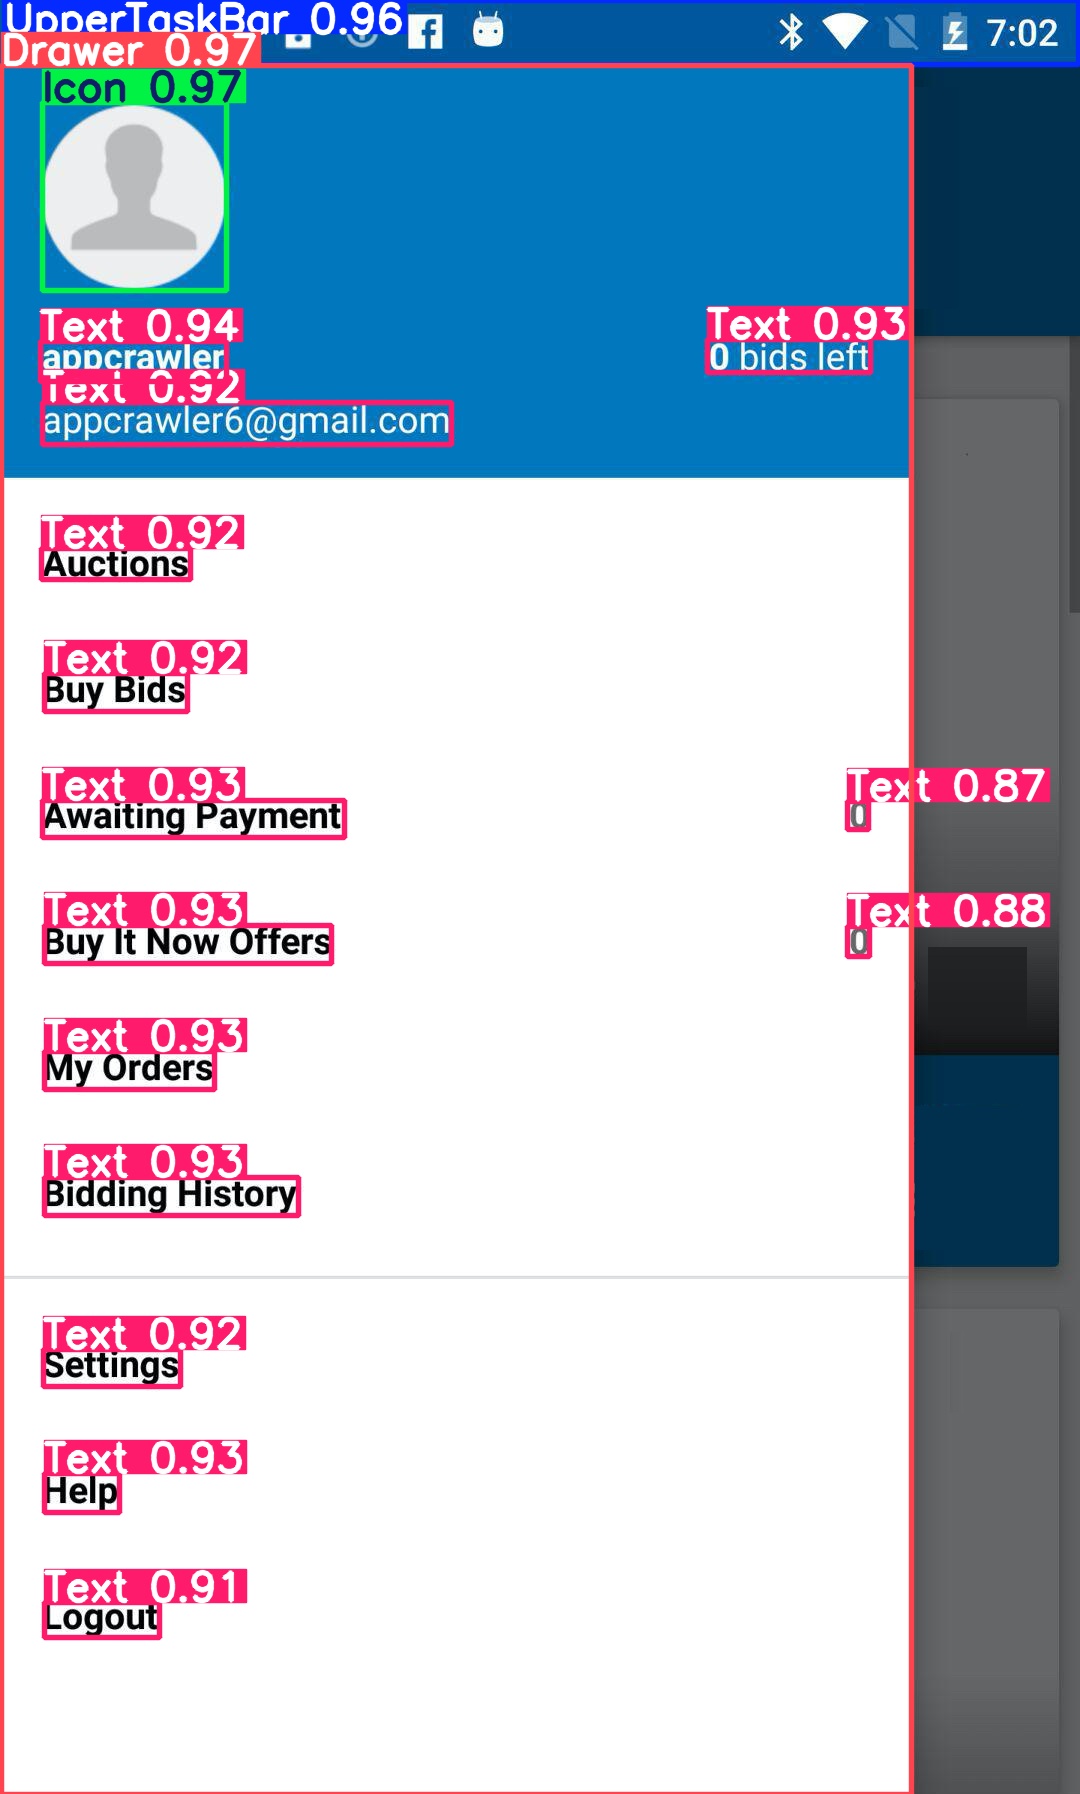 UpperTaskBar 0.96
7:02
Drawer 0.97
Icon 0.97
Text 0.94
Text 0.93
appcrawler
0 bids left
Text 0.92
appcrawler6@gmail.com
Text 0.92
Auctions
Text 0.92
Buy Bids
Text 0.93
Text 0.87
Awaiting Payment
0
Text 0.93
Text 0.88
Buy It Now Offers
0
Text 0.93
My Orders
Text 0.93
Bidding History
Text 0.92
Settings
Text 0.93
Help
Text 0.91
Logout